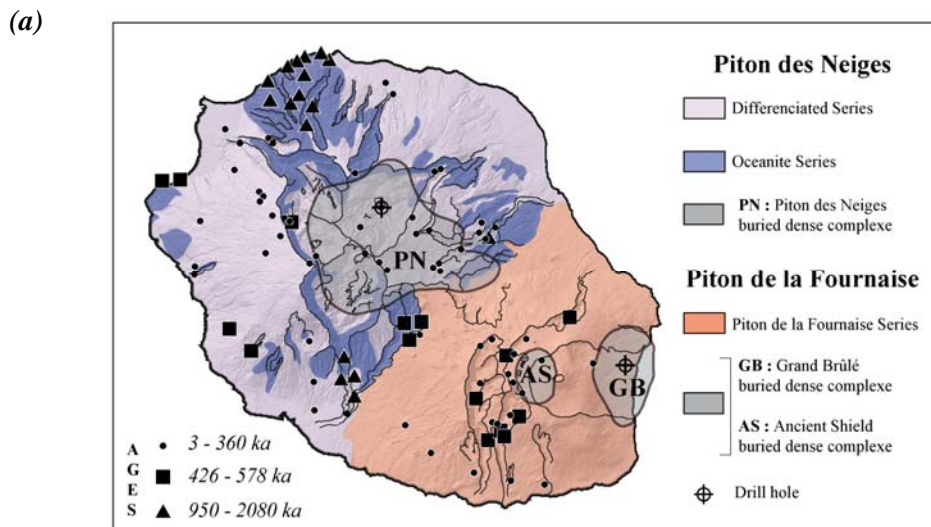 (a)
Piton des Neiges
Differenciated Series
Oceanite Series
PN : Piton des Neiges
buried dense complexe
Piton de la Fournaise
Piton de la Fournaise Series
GB : Grand Brûlé
buried dense complexe
AS : Ancient Shield
buried dense complexe
Drill hole
PN
AS
GB
AGES
3 - 360 ka
426 - 578 ka
950 - 2080 ka